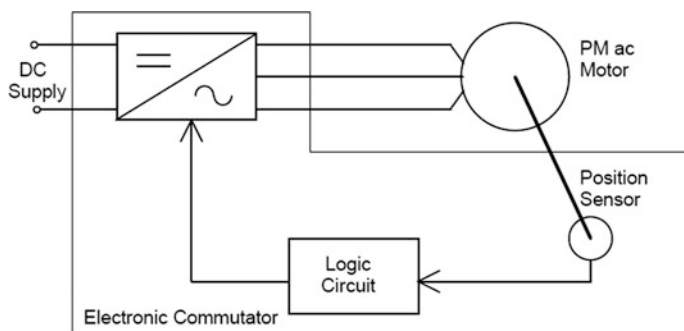 DC
Supply
PM ac
Motor
Position
Sensor
Logic
Circuit
Electronic Commutator